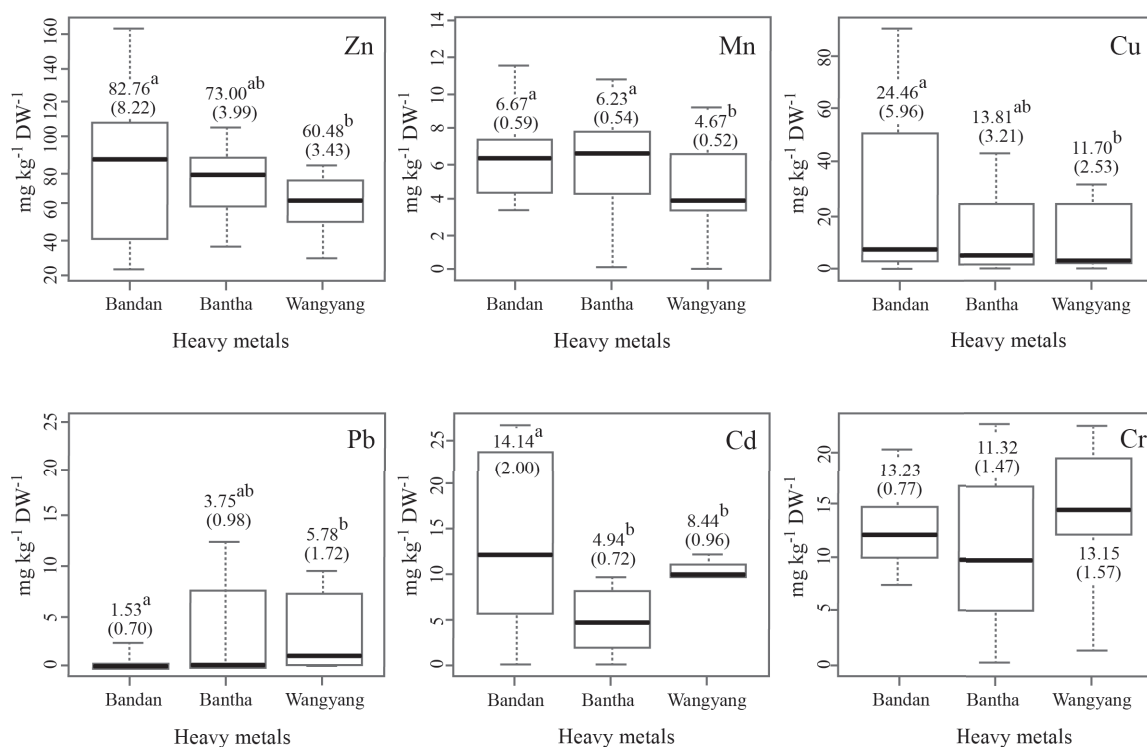 Zn
mg kg⁻¹ DW⁻¹
160
140
120
100
80
60
40
20
82.76ᵃ
(8.22)
73.00ᵃᵇ
(3.99)
60.48ᵇ
(3.43)
Bandan Bantha Wangyang
Heavy metals
Mn
mg kg⁻¹ DW⁻¹
14
12
10
8
6
4
2
0
6.67ᵃ
(0.59)
6.23ᵃ
(0.54)
4.67ᵇ
(0.52)
Bandan Bantha Wangyang
Heavy metals
Cu
mg kg⁻¹ DW⁻¹
80
60
40
20
0
24.46ᵃ
(5.96)
13.81ᵃᵇ
(3.21)
11.70ᵇ
(2.53)
Bandan Bantha Wangyang
Heavy metals
Pb
mg kg⁻¹ DW⁻¹
25
20
15
10
5
0
1.53ᵃ
(0.70)
3.75ᵃᵇ
(0.98)
5.78ᵇ
(1.72)
Bandan Bantha Wangyang
Heavy metals
Cd
mg kg⁻¹ DW⁻¹
25
20
15
10
5
0
14.14ᵃ
(2.00)
4.94ᵇ
(0.72)
8.44ᵇ
(0.96)
Bandan Bantha Wangyang
Heavy metals
Cr
mg kg⁻¹ DW⁻¹
20
15
10
5
0
13.23
(0.77)
11.32
(1.47)
13.15
(1.57)
Bandan Bantha Wangyang
Heavy metals